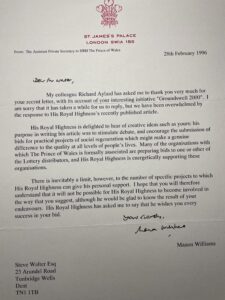 ST. JAMES'S PALACE
LONDON SW1A 1BS
From: The Assistant Private Secretary to HRH The Prince of Wales
28th February 1996
Dear Mr Walter,
My colleague Richard Aylard has asked me to thank you very much for
your recent letter, with its account of your interesting initiative "Groundswell 2000". I
am sorry that it has taken a while for us to reply, but we have been overwhelmed by
the response to His Royal Highness's recently published article.
His Royal Highness is delighted to hear of creative ideas such as yours: his
purpose in writing his article was to stimulate debate, and encourage the submission of
bids for practical projects of social regeneration which might make a genuine
difference to the quality at all levels of people's lives. Many of the organisations with
which The Prince of Wales is formally associated are preparing bids to one or other of
the Lottery distributors, and His Royal Highness is energetically supporting these
organisations.
There is inevitably a limit, however, to the number of specific projects to which
His Royal Highness can give his personal support. I hope that you will therefore
understand that it will not be possible for His Royal Highness to become involved in
the way that you suggest, although he would be glad to know of the result of your
endeavours. His Royal Highness has asked me to say that he wishes you every
success in your bid.
Yours sincerely,
Manon Williams
Manon Williams
Steve Walter Esq
25 Arundel Road
Tunbridge Wells
Kent
TN1 1TB